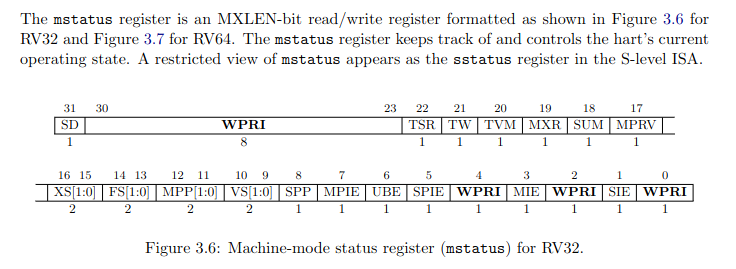 The mstatus register is an MXLEN-bit read/write register formatted as shown in Figure 3.6 for
RV32 and Figure 3.7 for RV64. The mstatus register keeps track of and controls the hart's current
operating state. A restricted view of mstatus appears as the sstatus register in the S-level ISA.
31 30 23 22 21 20 19 18 17
SD WPRI TSR TW TVM MXR SUM MPRV
1 8 1 1 1 1 1 1
16 15 14 13 12 11 10 9 8 7 6 5 4 3 2 1 0
XS[1:0] FS[1:0] MPP[1:0] VS[1:0] SPP MPIE UBE SPIE WPRI MIE WPRI SIE WPRI
2 2 2 2 1 1 1 1 1 1 1 1 1
Figure 3.6: Machine-mode status register (mstatus) for RV32.